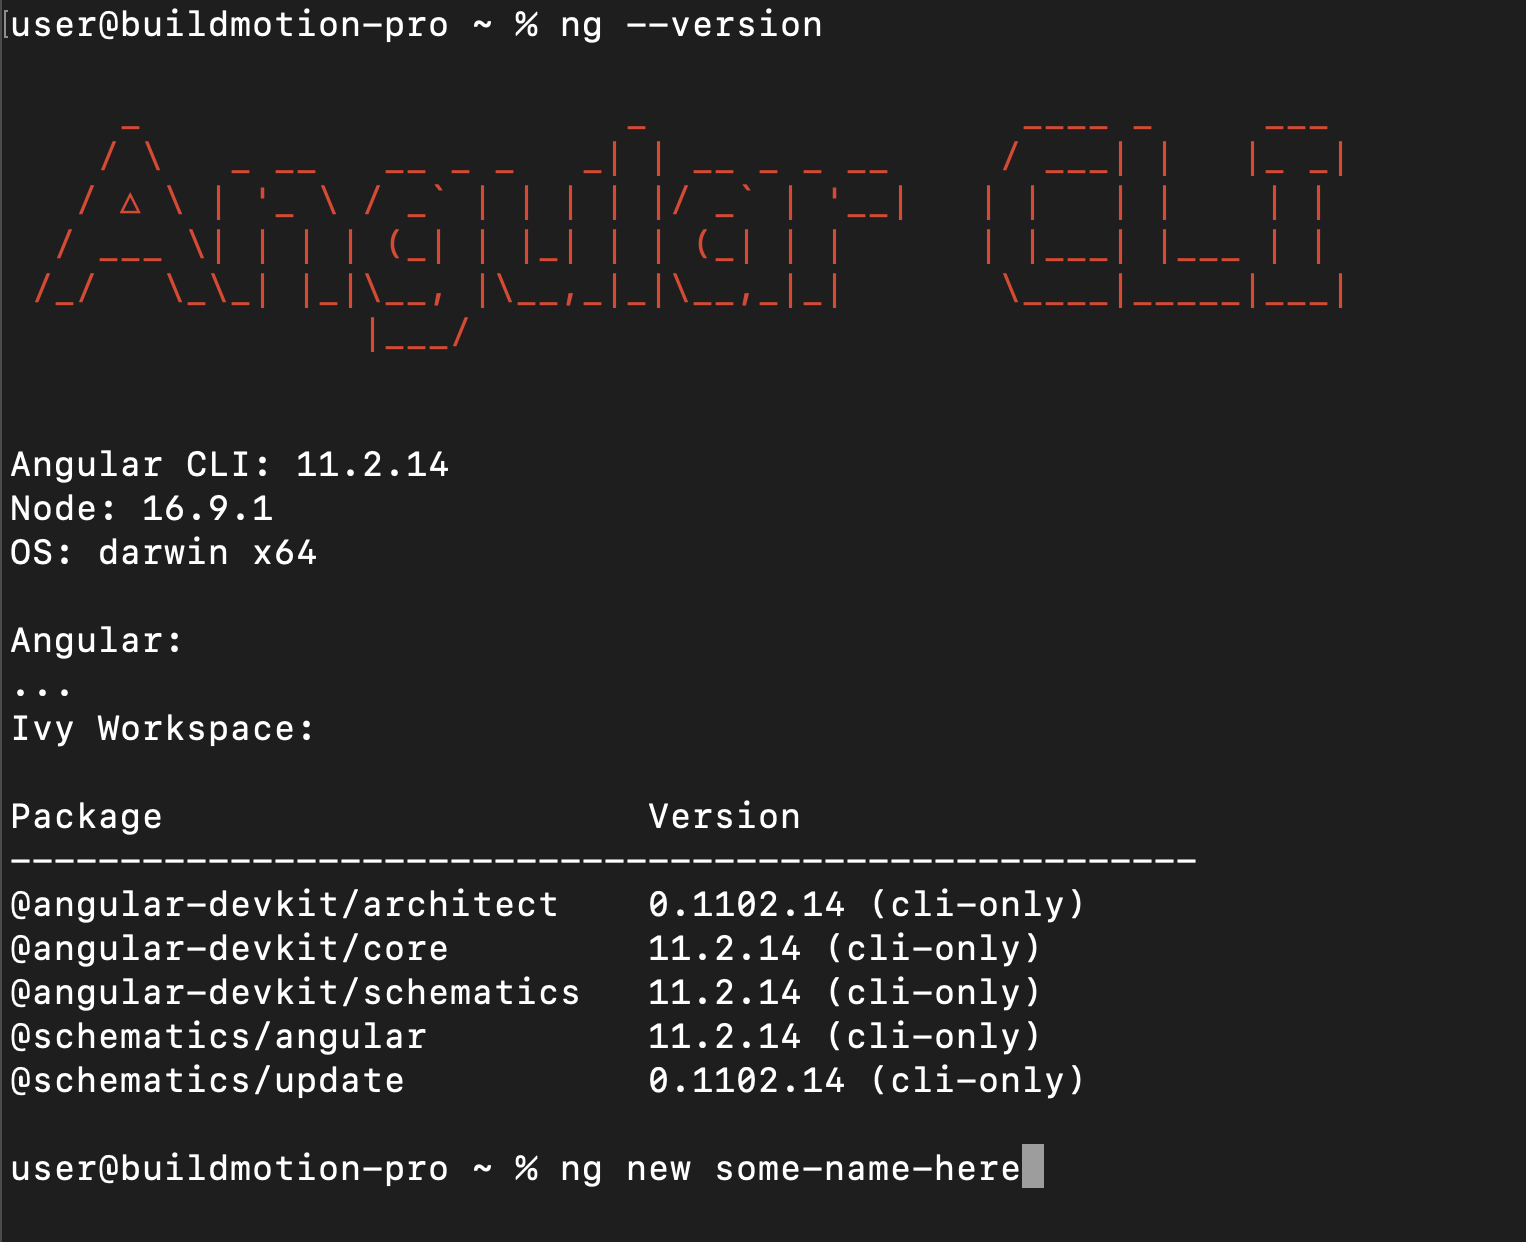 user@buildmotion-pro ~ % ng --version
Angular CLI
Angular CLI: 11.2.14
Node: 16.9.1
OS: darwin x64
Angular:
...
Ivy Workspace:
Package Version
------------------------------------------------------
@angular-devkit/architect 0.1102.14 (cli-only)
@angular-devkit/core 11.2.14 (cli-only)
@angular-devkit/schematics 11.2.14 (cli-only)
@schematics/angular 11.2.14 (cli-only)
@schematics/update 0.1102.14 (cli-only)
user@buildmotion-pro ~ % ng new some-name-here